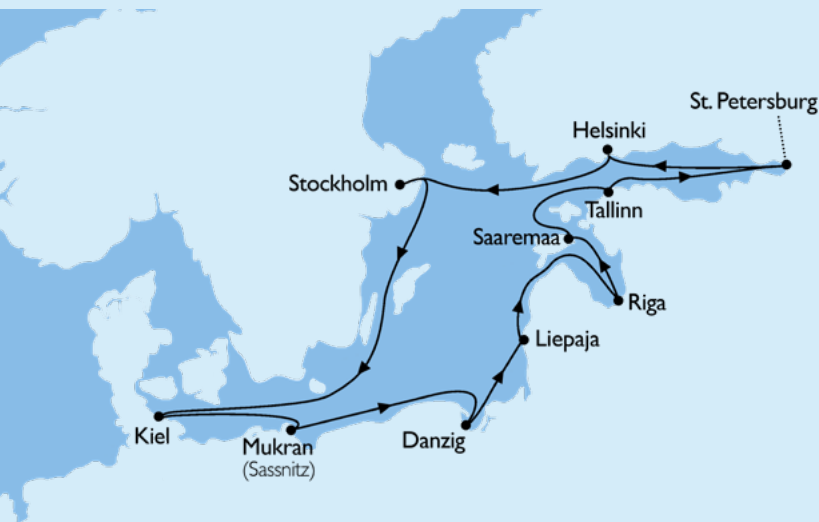 St. Petersburg
Helsinki
Stockholm
Tallinn
Saaremaa
Riga
Liepaja
Kiel
Mukran
(Sassnitz)
Danzig